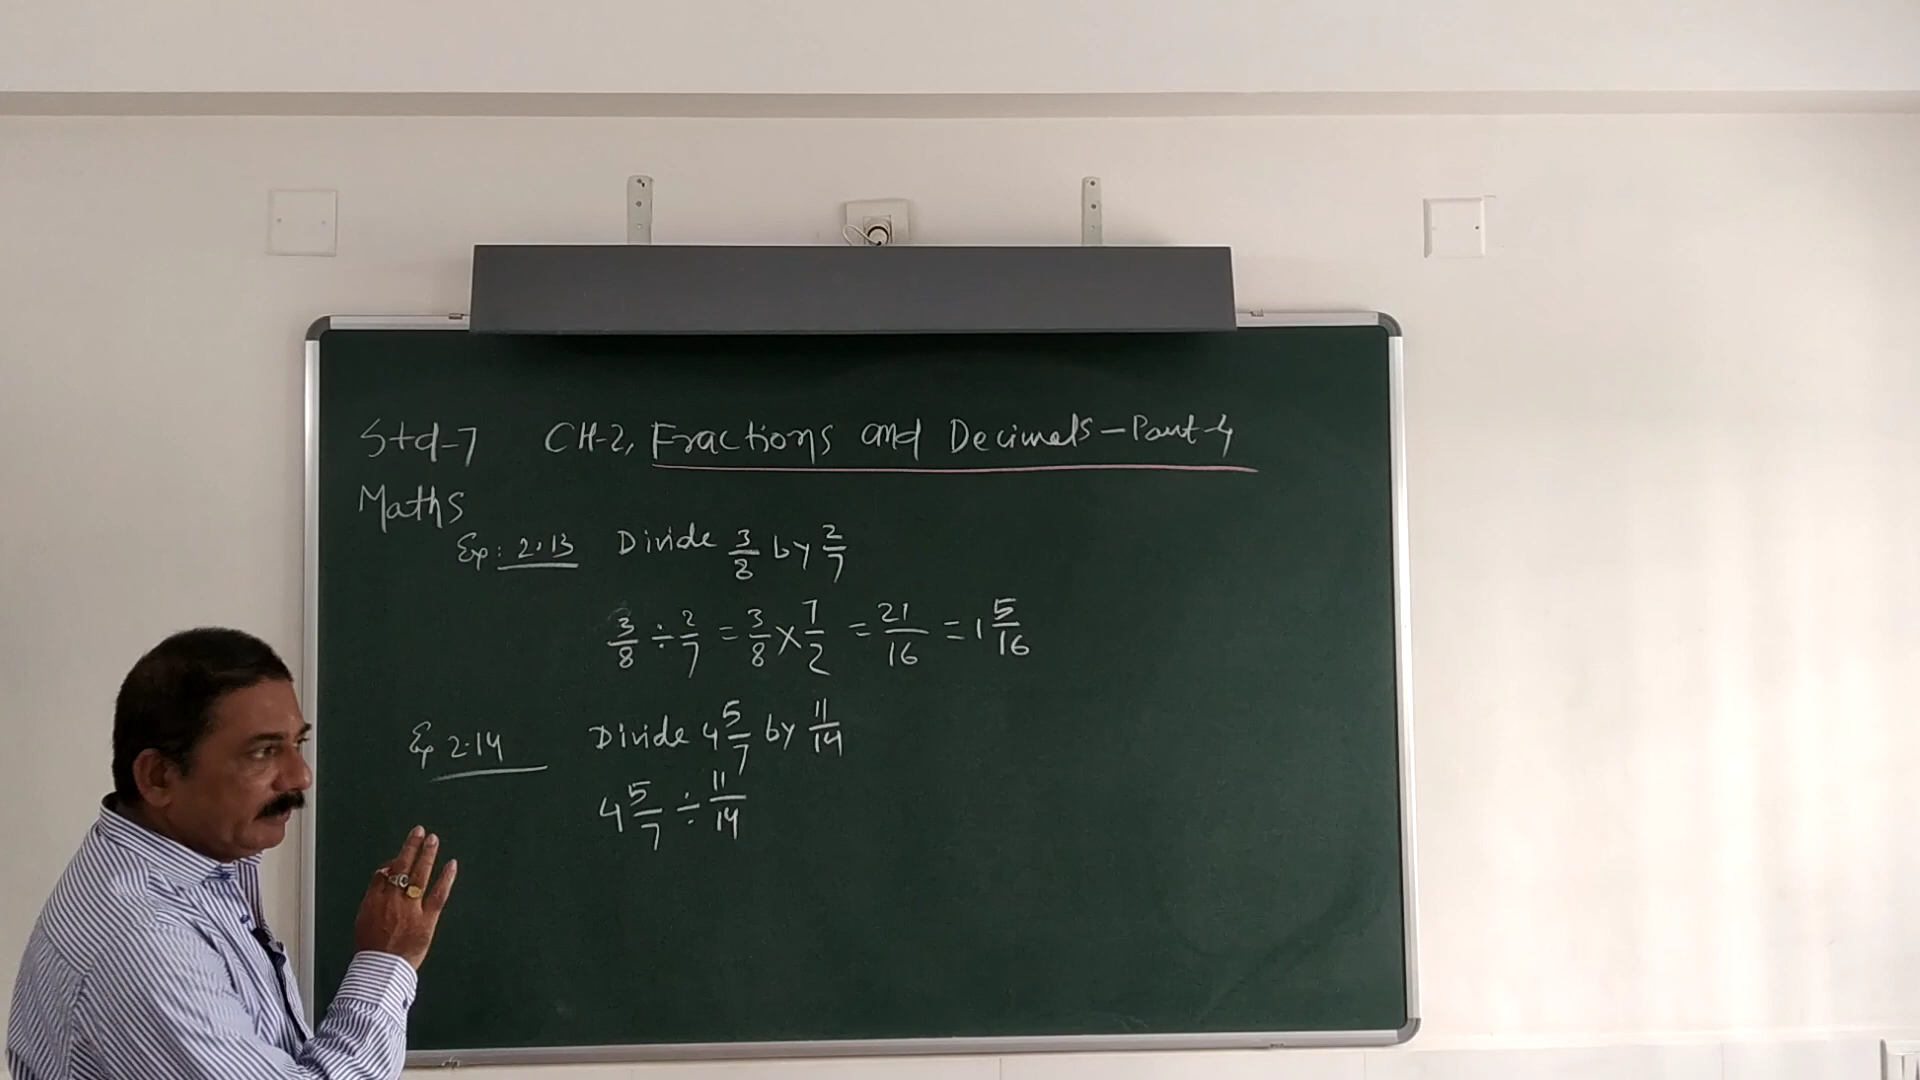 Std-7 CH-2, Fractions and Decimals-Part-4
Maths
Exp: 2.13 Divide 3/8 by 2/7
3/8 ÷ 2/7 = 3/8 × 7/2 = 21/16 = 1 5/16
Exp 2.14 Divide 4 5/7 by 11/14
4 5/7 ÷ 11/14